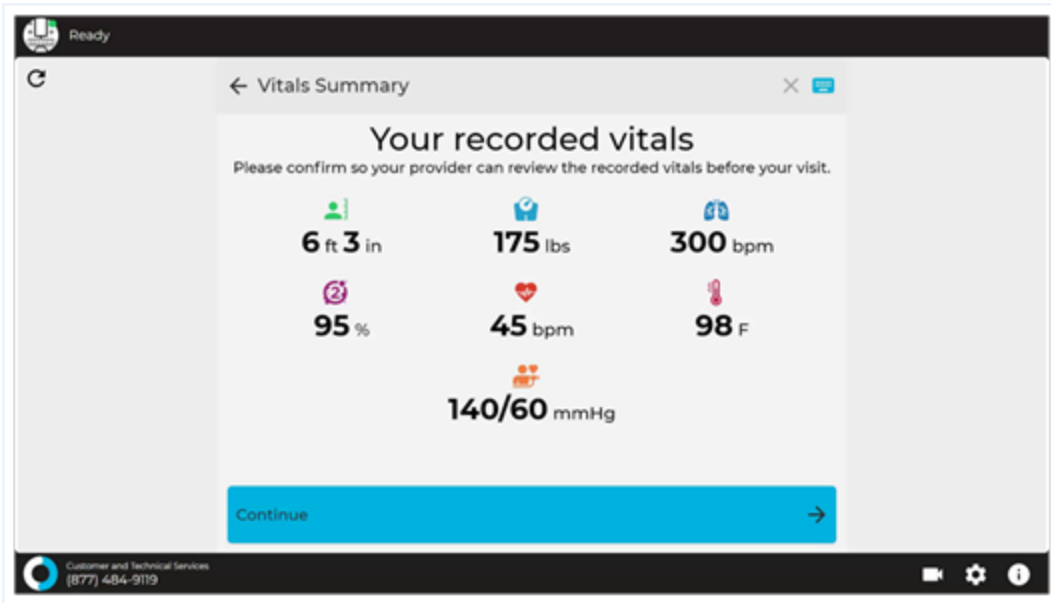 Ready
Vitals Summary
Your recorded vitals
Please confirm so your provider can review the recorded vitals before your visit.
6 ft 3 in
175 lbs
300 bpm
2
95 %
45 bpm
98 F
140/60 mmHg
Continue
Customer and Technical Services
(877) 484-9119